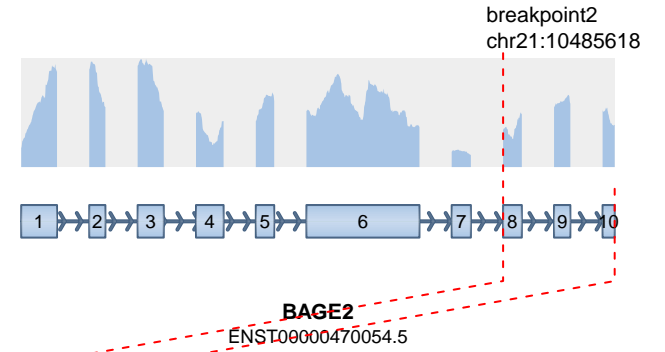 breakpoint2
chr21:10485618
1 2 3 4 5 6 7 8 9 10
BAGE2
ENST00000470054.5